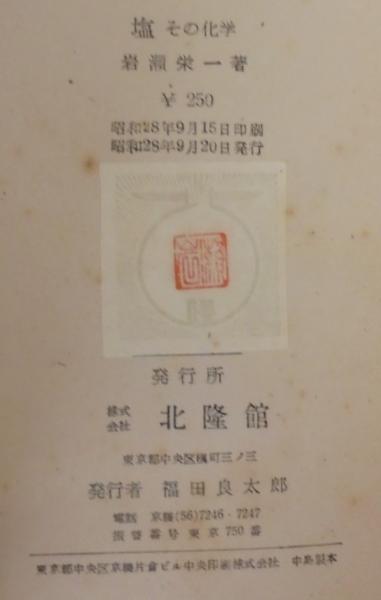 塩 その化学
岩瀬栄一著
¥ 250
昭和28年9月15日印刷
昭和28年9月20日発行
発行所
株式会社 北隆館
東京都中央区槇町三ノ三
発行者 福田良太郎
電話 京橋(56)7246・7247
振替番号東京750番
東京都中央区京橋片倉ビル中央印刷株式会社 中島製本